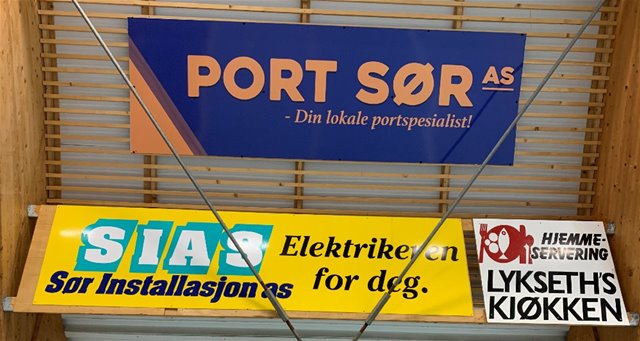 PORT SØR AS
- Din lokale portspesialist!
SIAS
Sør Installasjon as
Elektrikeren
for deg.
HJEMME-
SERVERING
LYKSETH'S
KJØKKEN